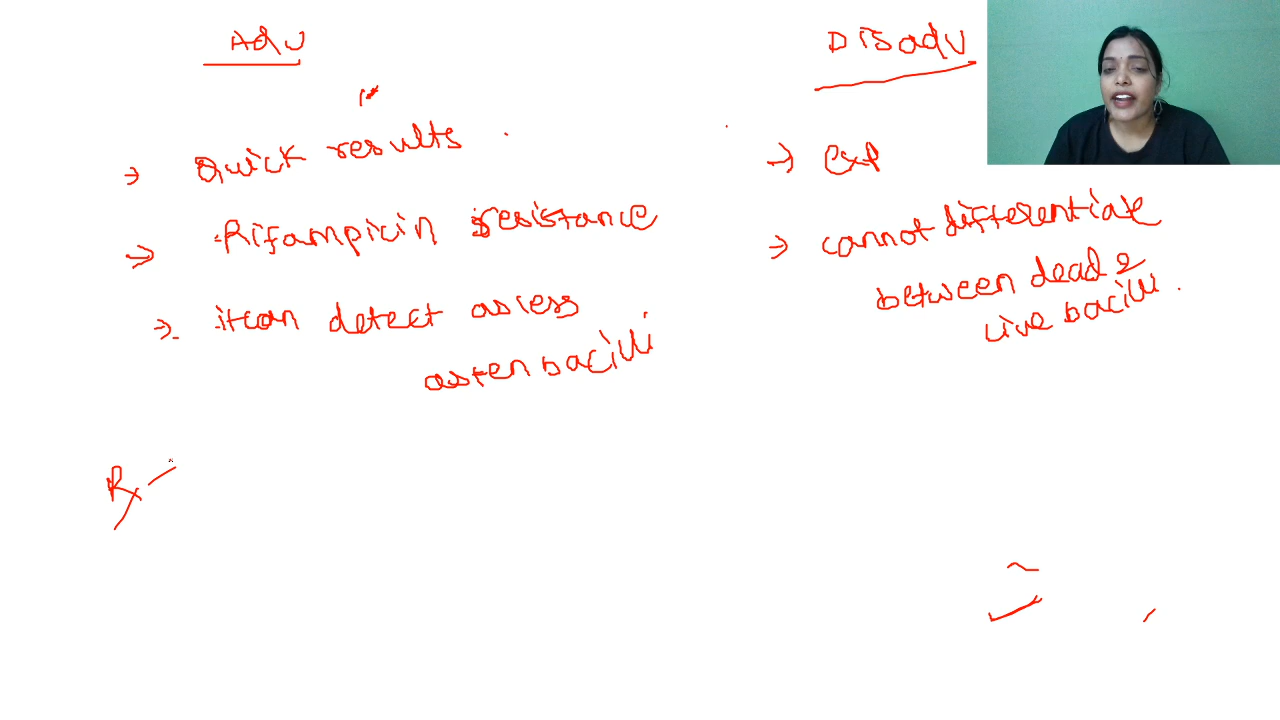 Adv
Disadv
→ Quick results
→ Rifampicin resistance
→ it can detect as less
as ten bacilli
→ exp
→ cannot differentiate
between dead &
live bacilli.
Rx –